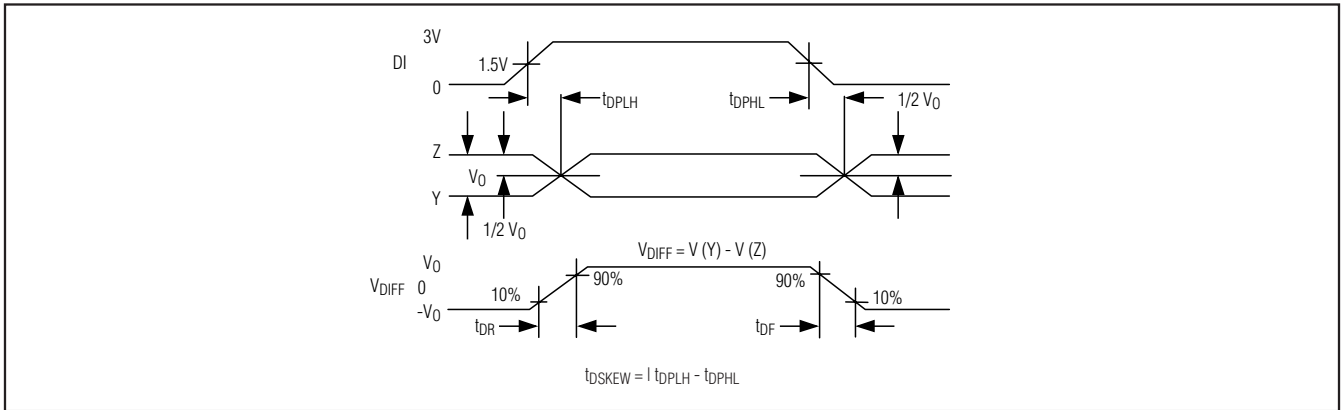 3V
DI
1.5V
0
tDPLH
tDPHL
1/2 VO
Z
VO
Y
1/2 VO
VDIFF = V (Y) - V (Z)
VO
VDIFF 0
-VO
10%
90%
90%
10%
tDR
tDF
tDSKEW = | tDPLH - tDPHL